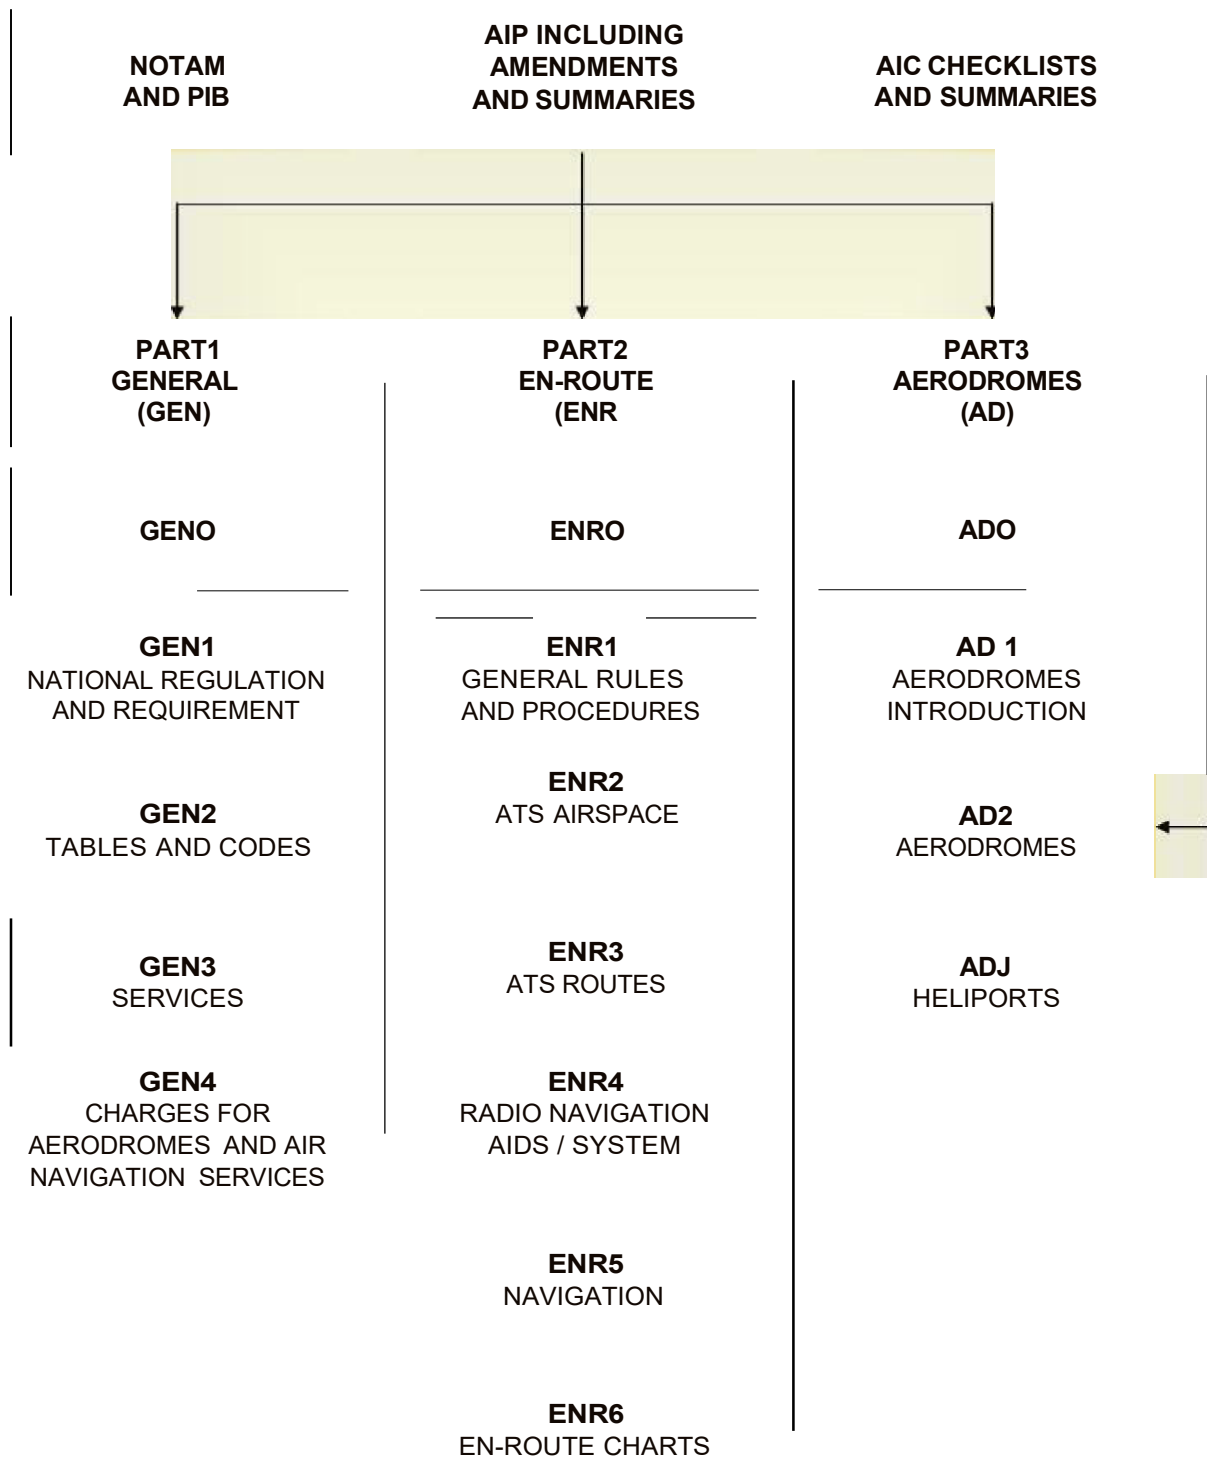 NOTAM
AND PIB
AIP INCLUDING
AMENDMENTS
AND SUMMARIES
AIC CHECKLISTS
AND SUMMARIES
PART1
GENERAL
(GEN)
PART2
EN-ROUTE
(ENR
PART3
AERODROMES
(AD)
GENO
ENRO
ADO
GEN1
NATIONAL REGULATION
AND REQUIREMENT
ENR1
GENERAL RULES
AND PROCEDURES
AD 1
AERODROMES
INTRODUCTION
GEN2
TABLES AND CODES
ENR2
ATS AIRSPACE
AD2
AERODROMES
GEN3
SERVICES
ENR3
ATS ROUTES
ADJ
HELIPORTS
GEN4
CHARGES FOR
AERODROMES AND AIR
NAVIGATION SERVICES
ENR4
RADIO NAVIGATION
AIDS / SYSTEM
ENR5
NAVIGATION
ENR6
EN-ROUTE CHARTS